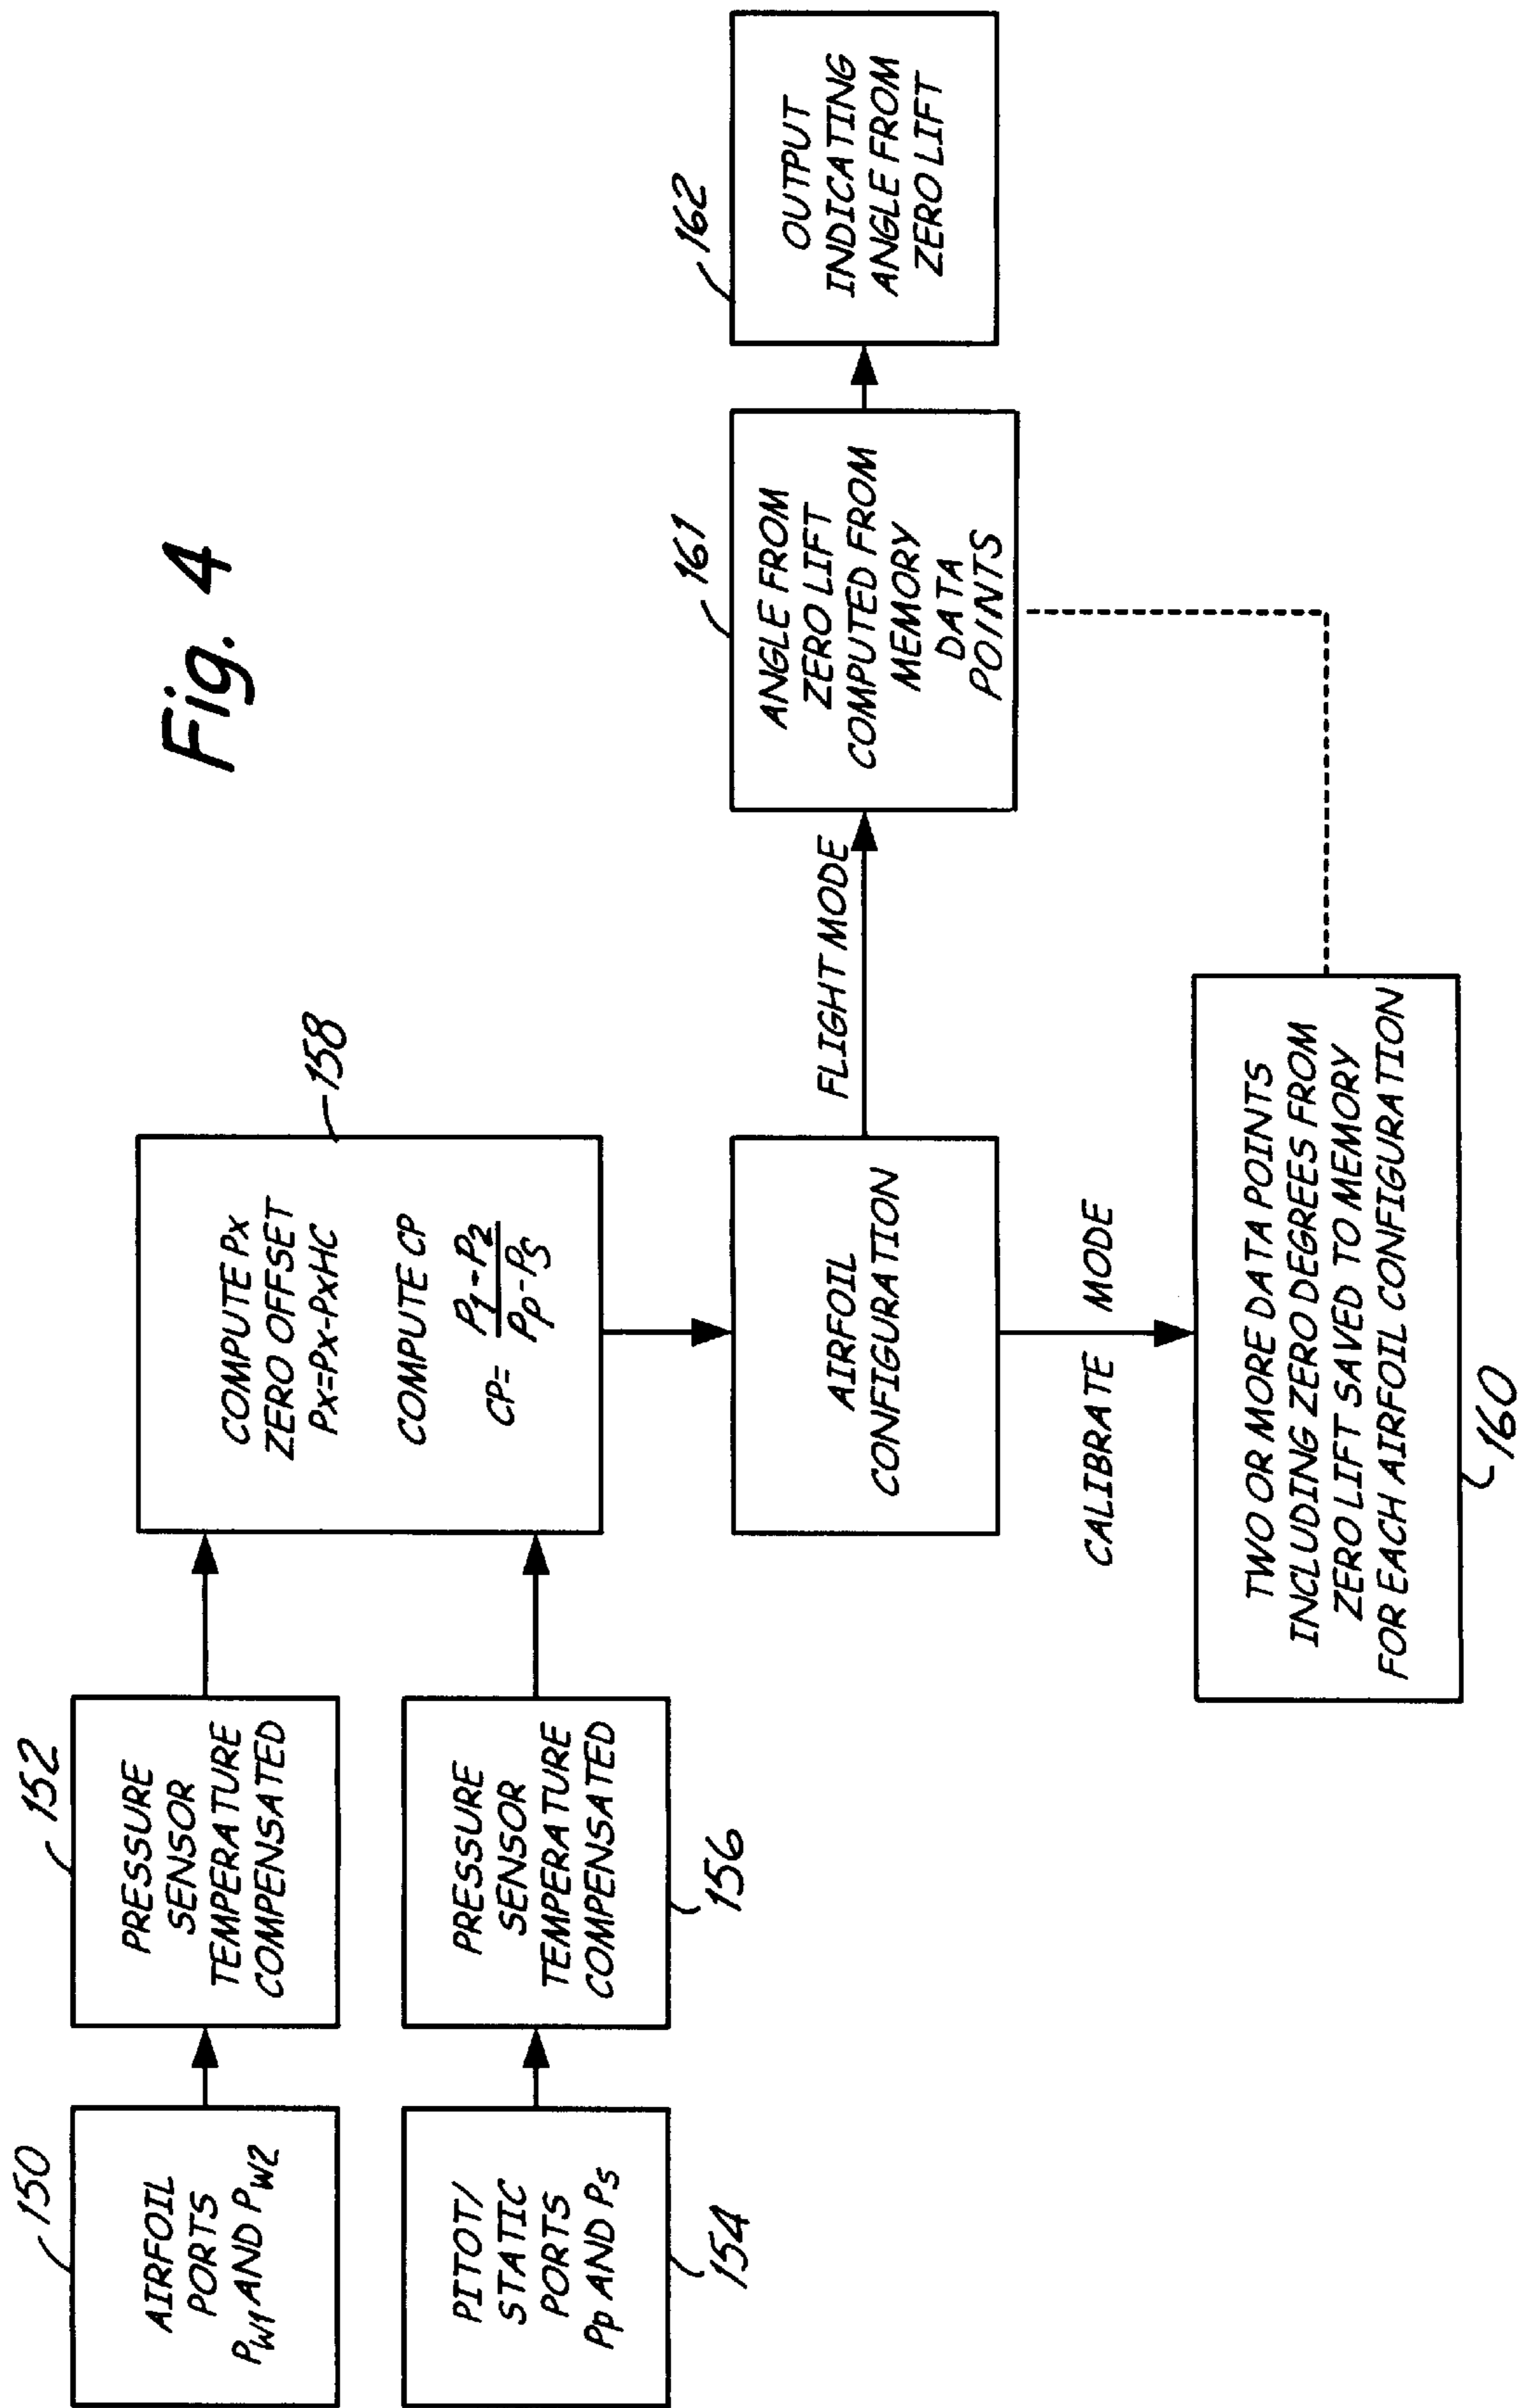 Fig. 4
150
AIRFOIL
PORTS
PW1 AND PW2
152
PRESSURE
SENSOR
TEMPERATURE
COMPENSATED
PITOT/
STATIC
PORTS
Pp AND Ps
154
PRESSURE
SENSOR
TEMPERATURE
COMPENSATED
156
COMPUTE Px
ZERO OFFSET
Px=Px-PxHC
COMPUTE CP
CP= P1-P2
Pp-Ps
158
AIRFOIL
CONFIGURATION
FLIGHT MODE
CALIBRATE MODE
161
ANGLE FROM
ZERO LIFT
COMPUTED FROM
MEMORY
DATA
POINTS
162
OUTPUT
INDICATING
ANGLE FROM
ZERO LIFT
TWO OR MORE DATA POINTS
INCLUDING ZERO DEGREES FROM
ZERO LIFT SAVED TO MEMORY
FOR EACH AIRFOIL CONFIGURATION
160